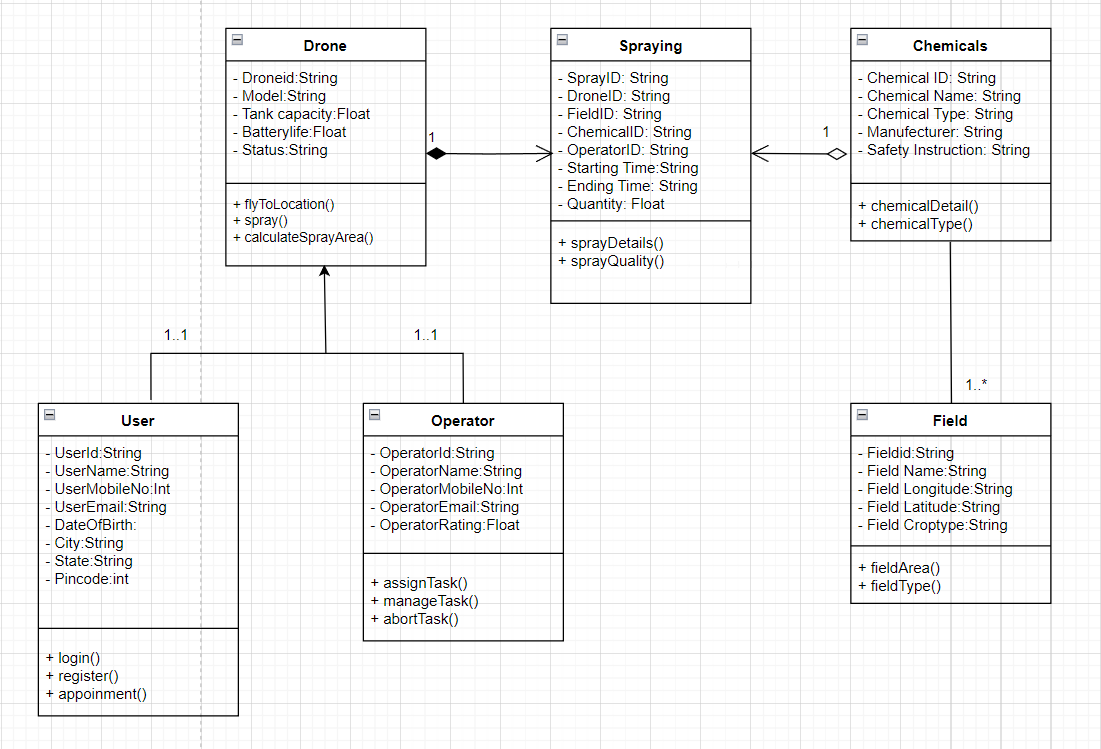 Drone
- Droneid:String
- Model:String
- Tank capacity:Float
- Batterylife:Float
- Status:String
+ flyToLocation()
+ spray()
+ calculateSprayArea()
1
Spraying
- SprayID: String
- DroneID: String
- FieldID: String
- ChemicalID: String
- OperatorID: String
- Starting Time:String
- Ending Time: String
- Quantity: Float
+ sprayDetails()
+ sprayQuality()
1
Chemicals
- Chemical ID: String
- Chemical Name: String
- Chemical Type: String
- Manufecturer: String
- Safety Instruction: String
+ chemicalDetail()
+ chemicalType()
1..1
1..1
1..*
User
- UserId:String
- UserName:String
- UserMobileNo:Int
- UserEmail:String
- DateOfBirth:
- City:String
- State:String
- Pincode:int
+ login()
+ register()
+ appoinment()
Operator
- OperatorId:String
- OperatorName:String
- OperatorMobileNo:Int
- OperatorEmail:String
- OperatorRating:Float
+ assignTask()
+ manageTask()
+ abortTask()
Field
- Fieldid:String
- Field Name:String
- Field Longitude:String
- Field Latitude:String
- Field Croptype:String
+ fieldArea()
+ fieldType()